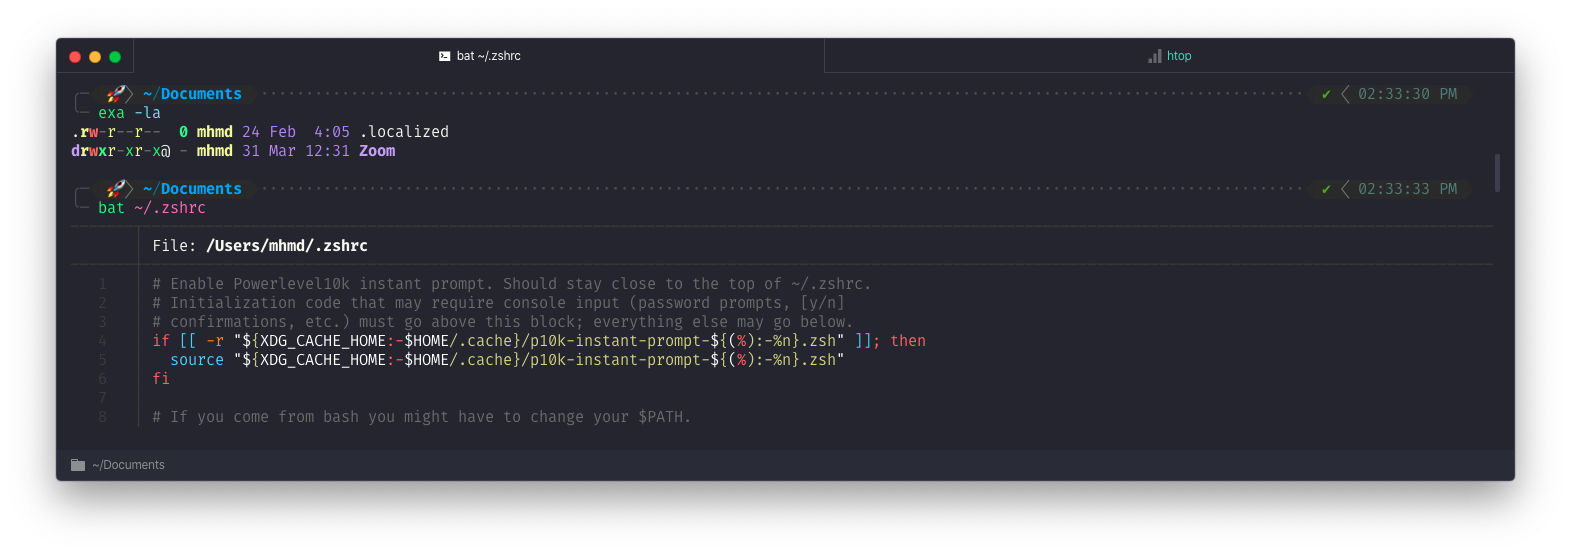 bat ~/.zshrc
htop
~/Documents ✔ 02:33:30 PM
exa -la
.rw-r--r-- 0 mhmd 24 Feb 4:05 .localized
drwxr-xr-x@ - mhmd 31 Mar 12:31 Zoom
~/Documents ✔ 02:33:33 PM
bat ~/.zshrc
File: /Users/mhmd/.zshrc
1 # Enable Powerlevel10k instant prompt. Should stay close to the top of ~/.zshrc.
2 # Initialization code that may require console input (password prompts, [y/n]
3 # confirmations, etc.) must go above this block; everything else may go below.
4 if [[ -r "${XDG_CACHE_HOME:-$HOME/.cache}/p10k-instant-prompt-${(%):-%n}.zsh" ]]; then
5 source "${XDG_CACHE_HOME:-$HOME/.cache}/p10k-instant-prompt-${(%):-%n}.zsh"
6 fi
7
8 # If you come from bash you might have to change your $PATH.
~/Documents